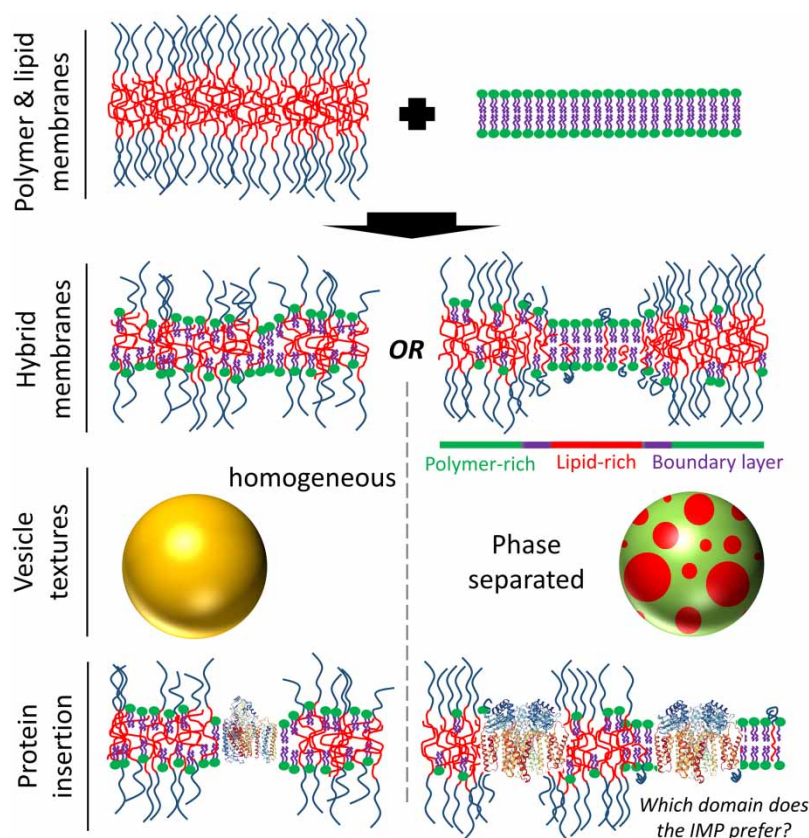 Polymer & lipid
membranes
Hybrid
membranes
OR
Polymer-rich
Lipid-rich
Boundary layer
homogeneous
Vesicle
textures
Phase
separated
Protein
insertion
Which domain does
the IMP prefer?